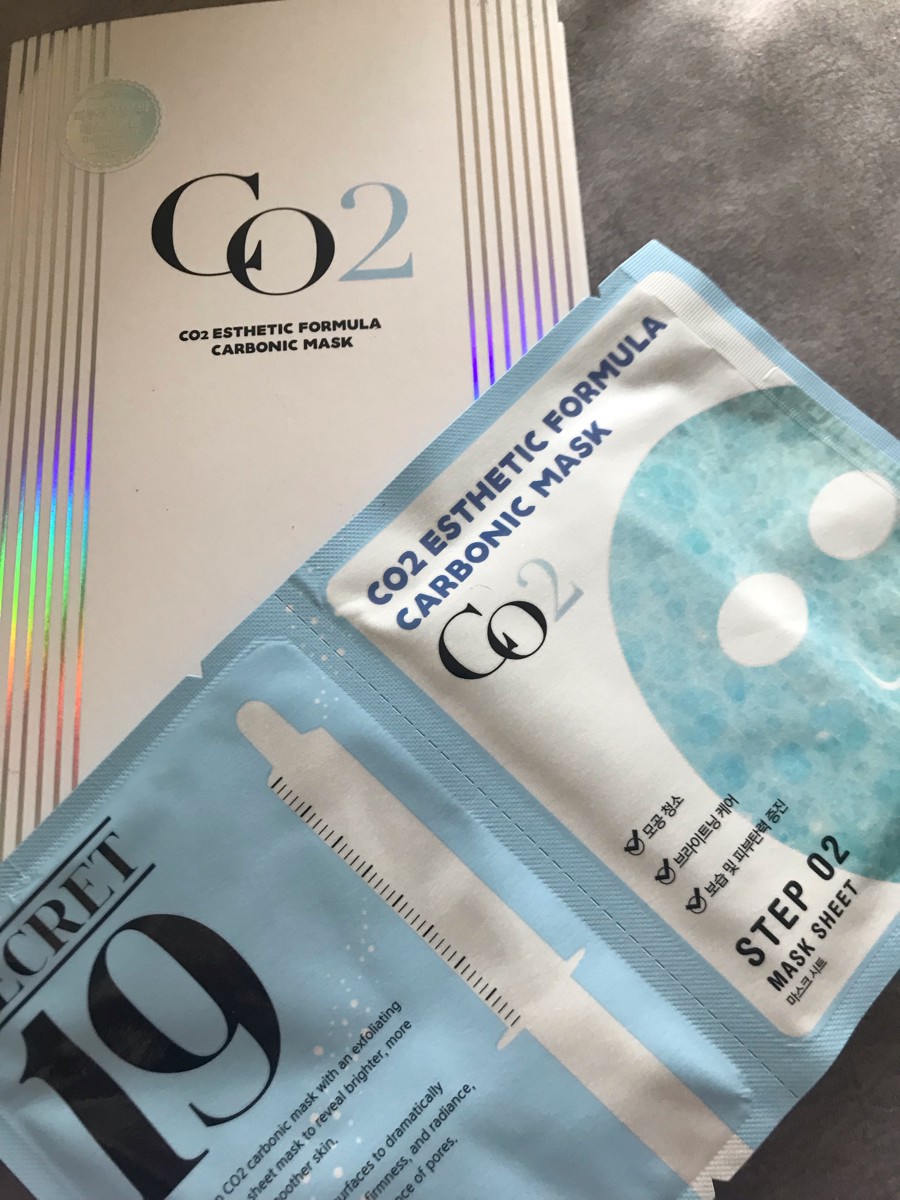 CO2
CO2 ESTHETIC FORMULA
CARBONIC MASK
CO2 ESTHETIC FORMULA
CARBONIC MASK
CO2
모공 청소
브라이트닝 케어
보습 및 피부탄력 증진
STEP 02
MASK SHEET
마스크 시트
ECRET
19
CO2 carbonic mask with an exfoliating
sheet mask to reveal brighter, more
oother skin.
urfaces to dramatically
firmness, and radiance,
nce of pores.